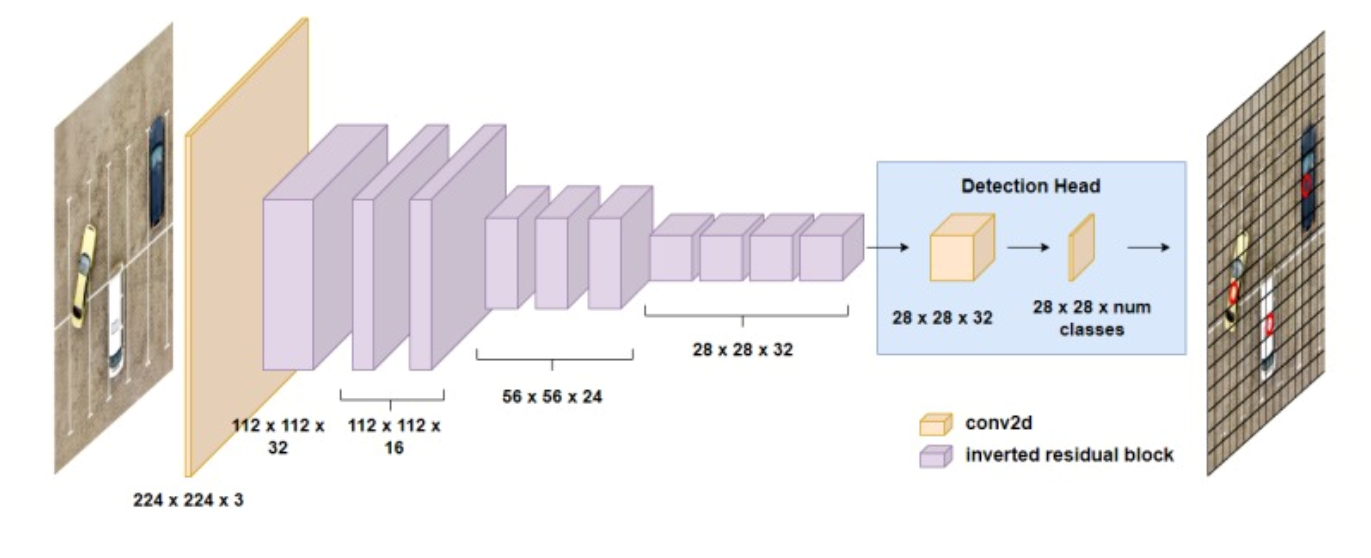 Detection Head
28 x 28 x 32
28 x 28 x num
classes
28 x 28 x 32
56 x 56 x 24
112 x 112 x
32
112 x 112 x
16
224 x 224 x 3
conv2d
inverted residual block